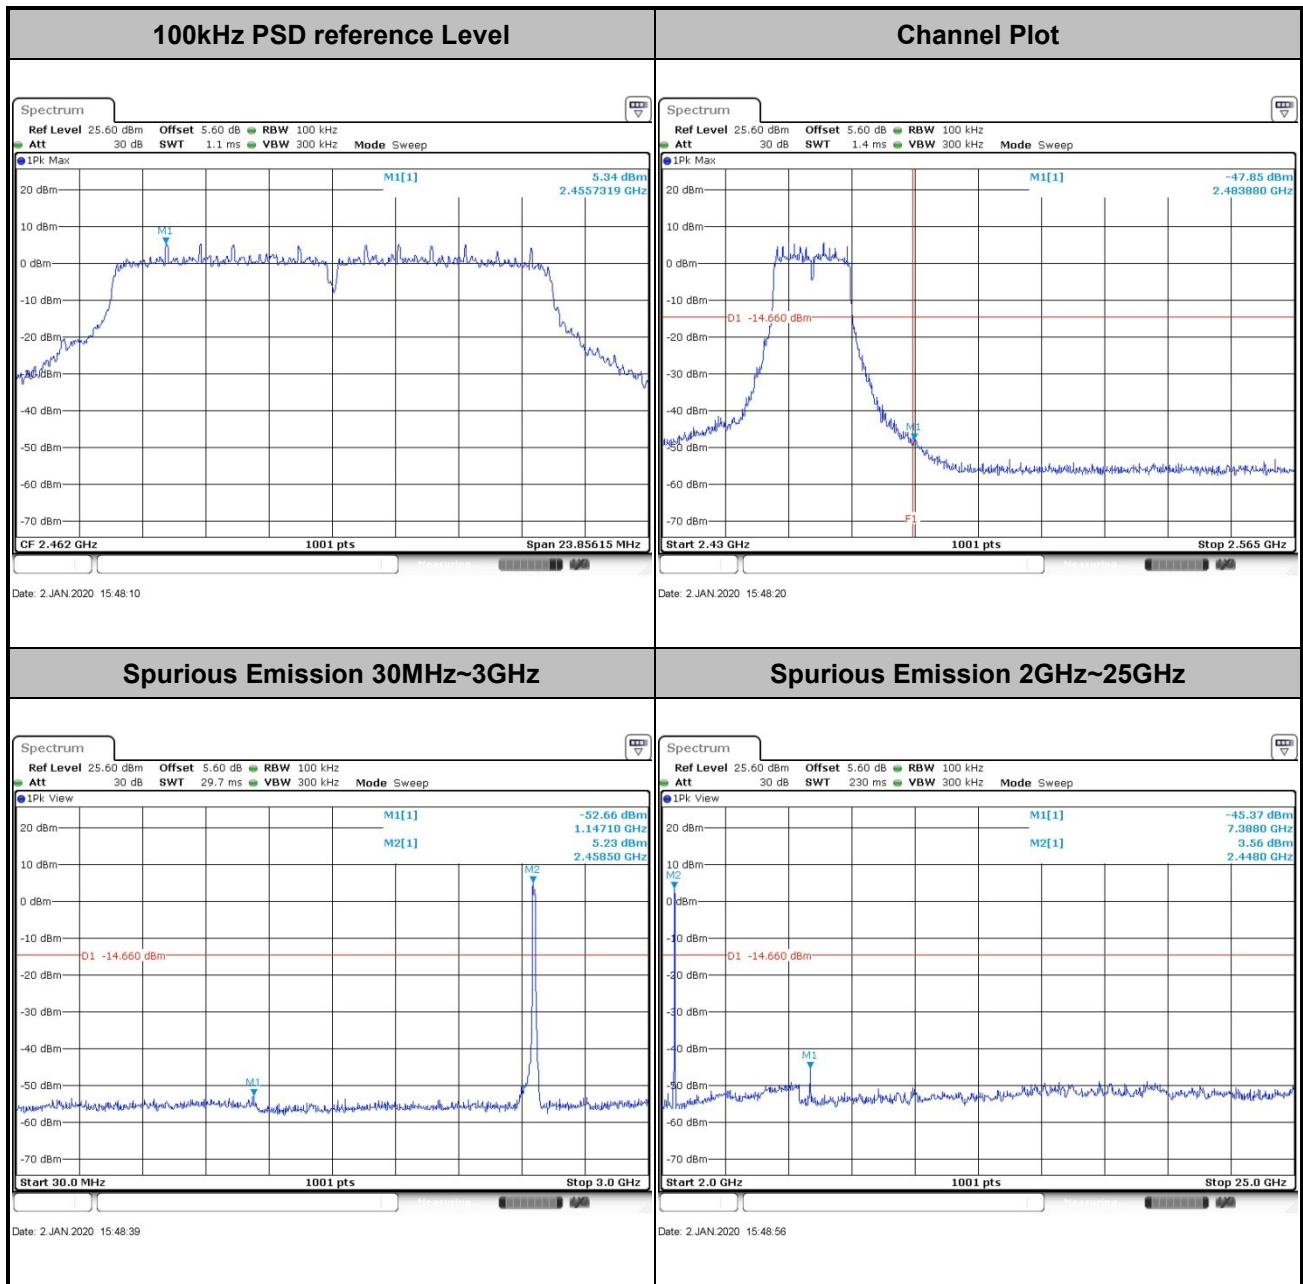 100kHz PSD reference Level
Channel Plot
Spectrum
Ref Level 25.60 dBm Offset 5.60 dB RBW 100 kHz
Att 30 dB SWT 1.1 ms VBW 300 kHz Mode Sweep
1Pk Max
M1[1] 5.34 dBm
2.4557319 GHz
20 dBm
10 dBm
M1
0 dBm
-10 dBm
-20 dBm
-30 dBm
-40 dBm
-50 dBm
-60 dBm
-70 dBm
CF 2.462 GHz 1001 pts Span 23.85615 MHz
Measuring
Date: 2.JAN.2020 15:48:10
Spectrum
Ref Level 25.60 dBm Offset 5.60 dB RBW 100 kHz
Att 30 dB SWT 1.4 ms VBW 300 kHz Mode Sweep
1Pk Max
M1[1] -47.85 dBm
2.483880 GHz
20 dBm
10 dBm
0 dBm
-10 dBm
D1 -14.660 dBm
-20 dBm
-30 dBm
-40 dBm
M1
-50 dBm
-60 dBm
-70 dBm
F1
Start 2.43 GHz 1001 pts Stop 2.565 GHz
Measuring
Date: 2.JAN.2020 15:48:20
Spurious Emission 30MHz~3GHz
Spurious Emission 2GHz~25GHz
Spectrum
Ref Level 25.60 dBm Offset 5.60 dB RBW 100 kHz
Att 30 dB SWT 29.7 ms VBW 300 kHz Mode Sweep
1Pk View
M1[1] -52.66 dBm
1.14710 GHz
20 dBm
M2[1] 5.23 dBm
2.45850 GHz
10 dBm
M2
0 dBm
-10 dBm
D1 -14.660 dBm
-20 dBm
-30 dBm
-40 dBm
M1
-50 dBm
-60 dBm
-70 dBm
Start 30.0 MHz 1001 pts Stop 3.0 GHz
Measuring
Date: 2.JAN.2020 15:48:39
Spectrum
Ref Level 25.60 dBm Offset 5.60 dB RBW 100 kHz
Att 30 dB SWT 230 ms VBW 300 kHz Mode Sweep
1Pk View
M1[1] -45.37 dBm
7.3880 GHz
20 dBm
M2[1] 3.56 dBm
2.4480 GHz
10 dBm
M2
0 dBm
-10 dBm
D1 -14.660 dBm
-20 dBm
-30 dBm
-40 dBm
M1
-50 dBm
-60 dBm
-70 dBm
Start 2.0 GHz 1001 pts Stop 25.0 GHz
Measuring
Date: 2.JAN.2020 15:48:56